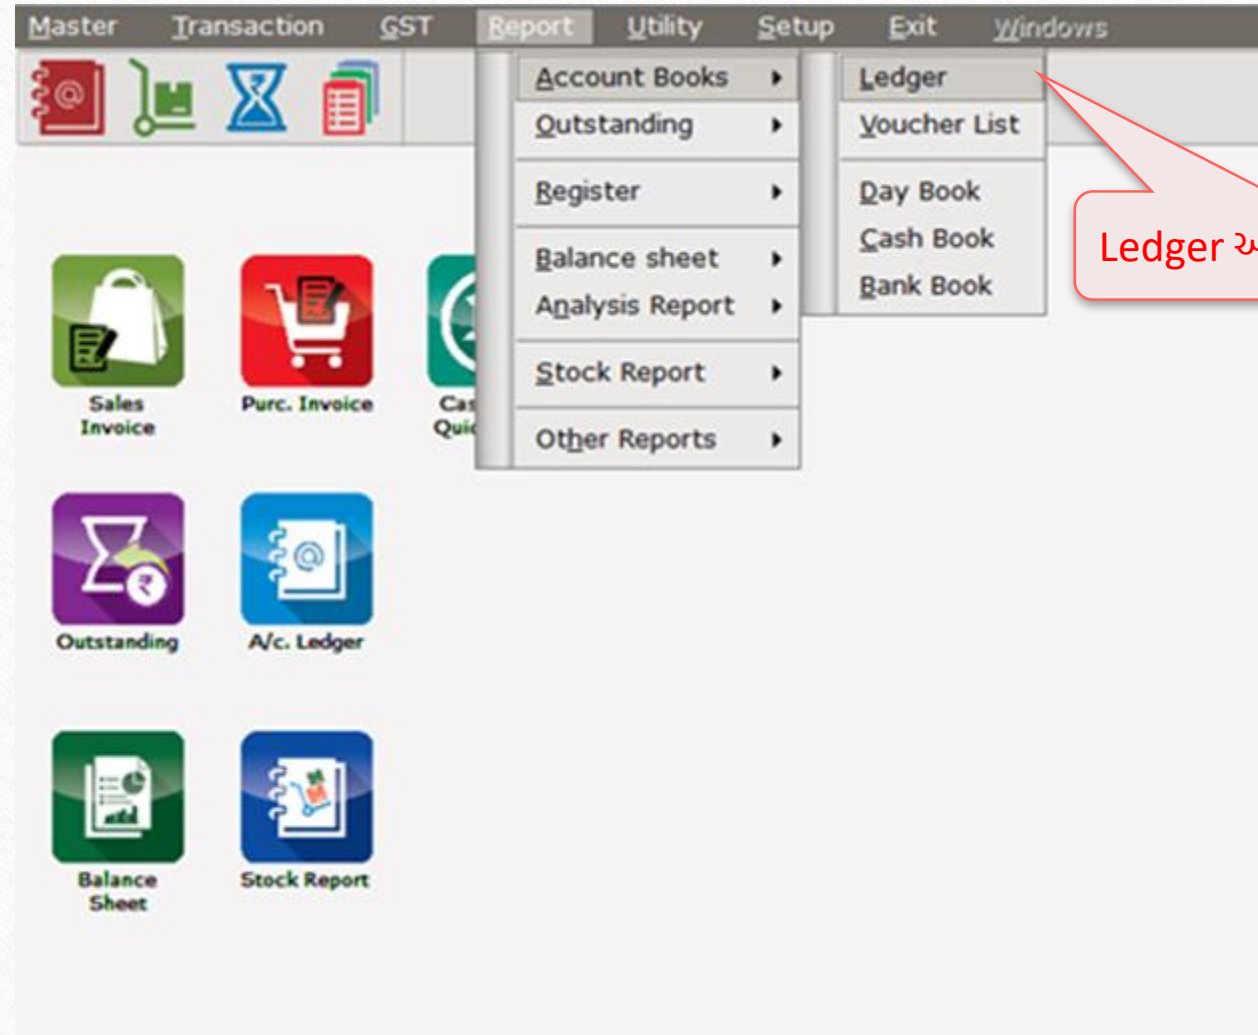 Master Transaction GST Report Utility Setup Exit Windows
Account Books
Outstanding
Register
Balance sheet
Analysis Report
Stock Report
Other Reports
Ledger
Voucher List
Day Book
Cash Book
Bank Book
Ledger
Sales
Invoice
Purc. Invoice
Outstanding
A/c. Ledger
Balance
Sheet
Stock Report